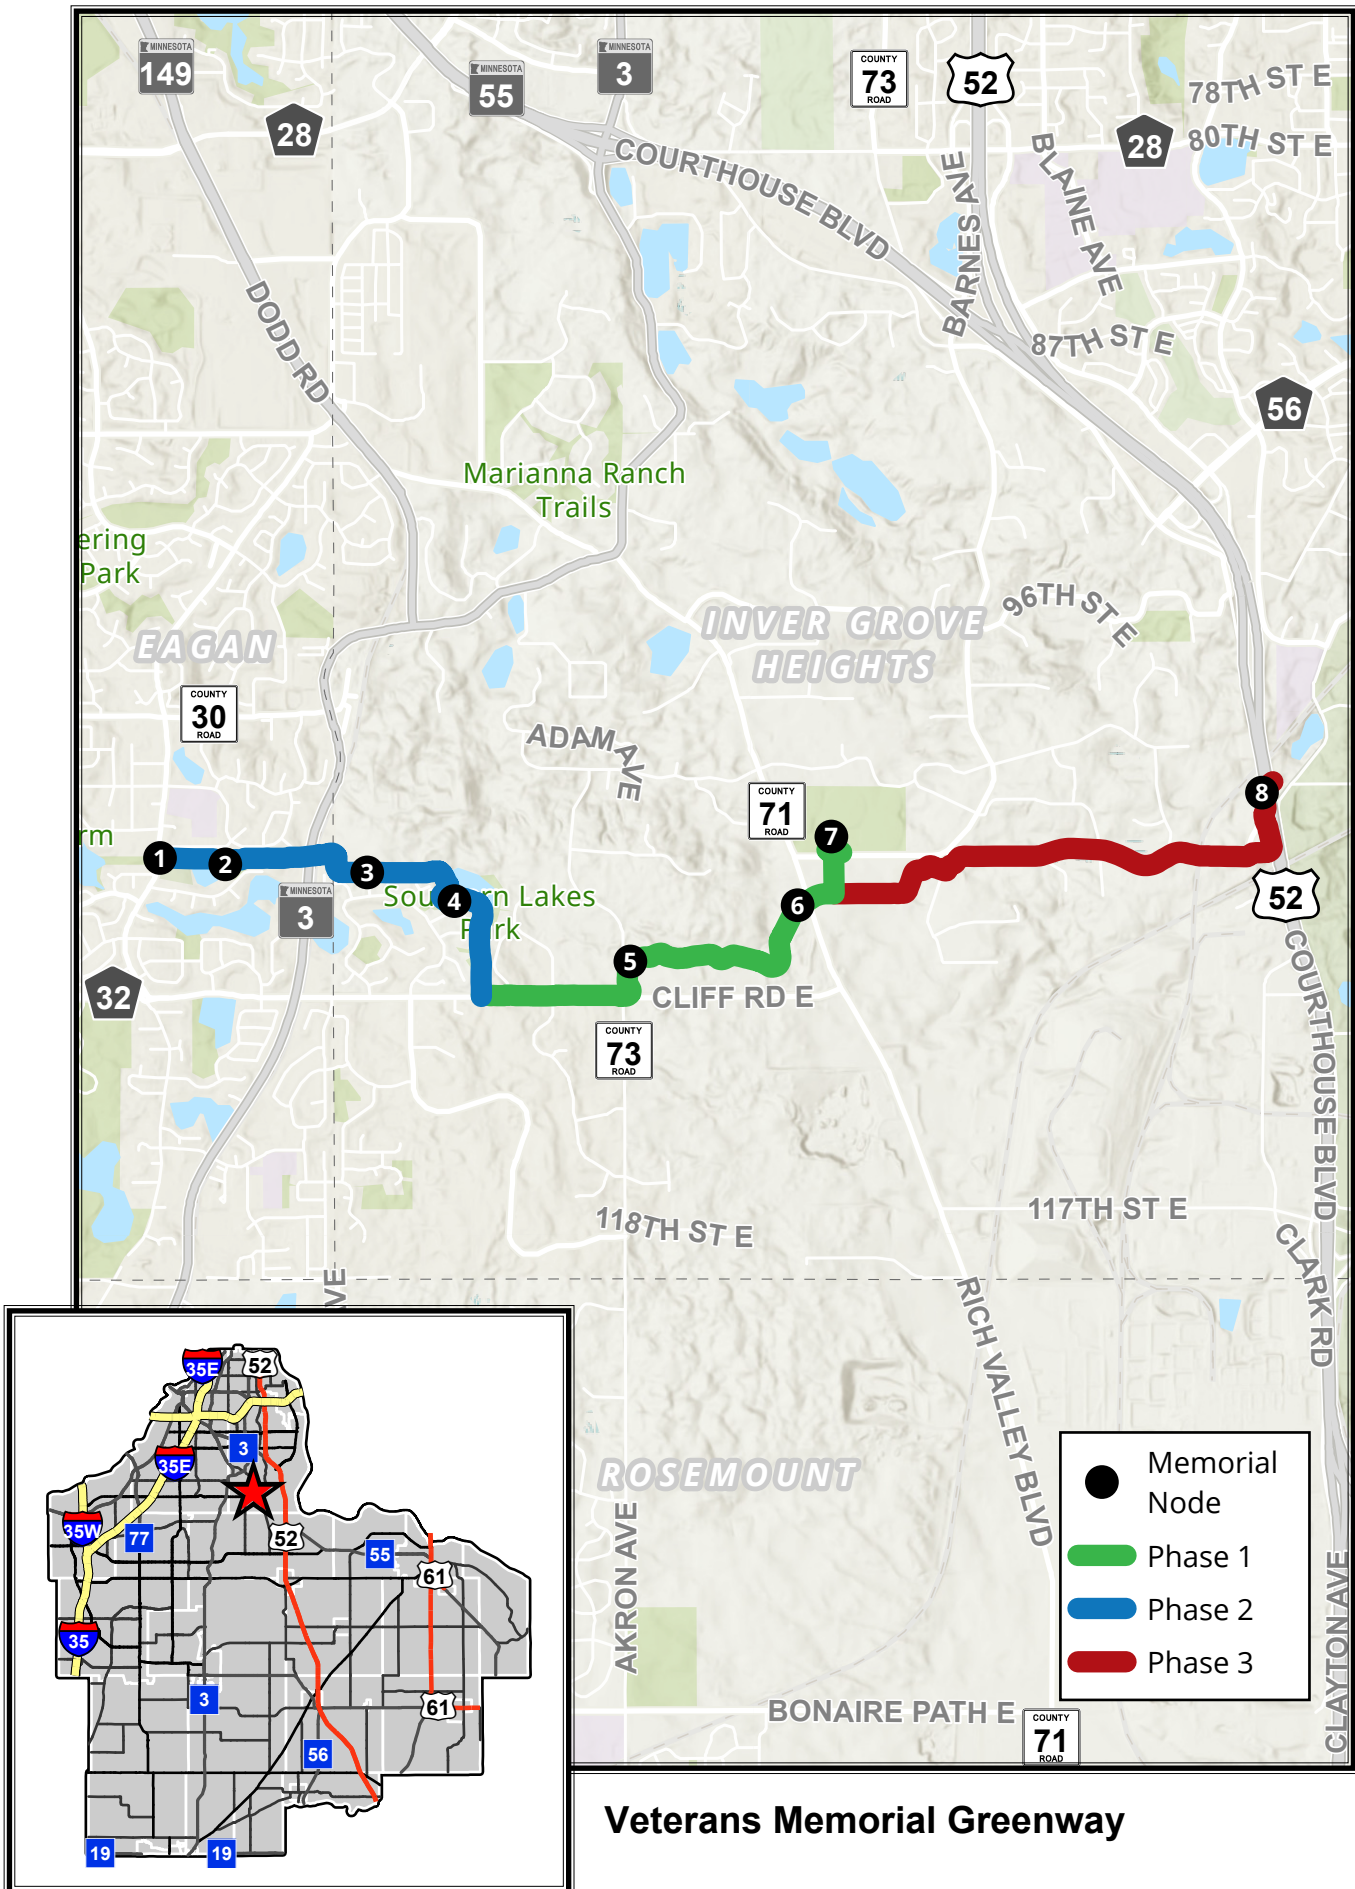 MINNESOTA
149
28
MINNESOTA
55
MINNESOTA
3
COUNTY
73
ROAD
52
78TH ST E
28
80TH ST E
COURTHOUSE BLVD
BARNES AVE
BLAINE AVE
DODD RD
87TH ST E
56
Marianna Ranch
Trails
ering
Park
EAGAN
INVER GROVE
HEIGHTS
96TH ST E
COUNTY
30
ROAD
ADAM AVE
COUNTY
71
ROAD
rm
1
2
3
4
5
6
7
8
MINNESOTA
3
Sou rn Lakes
P rk
52
32
CLIFF RD E
COUNTY
73
ROAD
COURTHOUSE BLVD
118TH ST E
117TH ST E
CLARK RD
AVE
RICH VALLEY BLVD
ROSEMOUNT
AKRON AVE
CLAYTON AVE
BONAIRE PATH E
COUNTY
71
ROAD
Memorial
Node
Phase 1
Phase 2
Phase 3
35E
52
3
35E
35W
77
52
55
61
35
3
61
56
19
19
Veterans Memorial Greenway